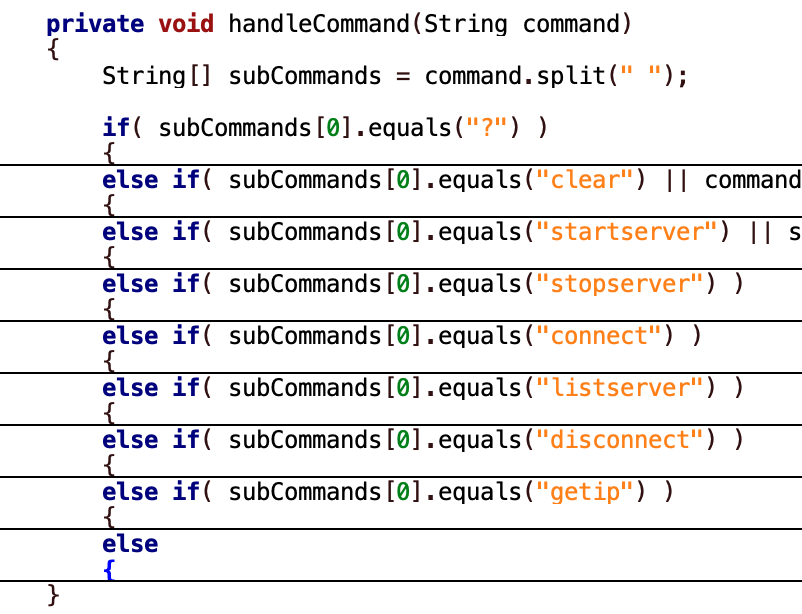 private void handleCommand(String command)
{
    String[] subCommands = command.split(" ");

    if( subCommands[0].equals("?") )
    {
    else if( subCommands[0].equals("clear") || command
    {
    else if( subCommands[0].equals("startserver") || s
    {
    else if( subCommands[0].equals("stopserver") )
    {
    else if( subCommands[0].equals("connect") )
    {
    else if( subCommands[0].equals("listserver") )
    {
    else if( subCommands[0].equals("disconnect") )
    {
    else if( subCommands[0].equals("getip") )
    {
    else
    {
}